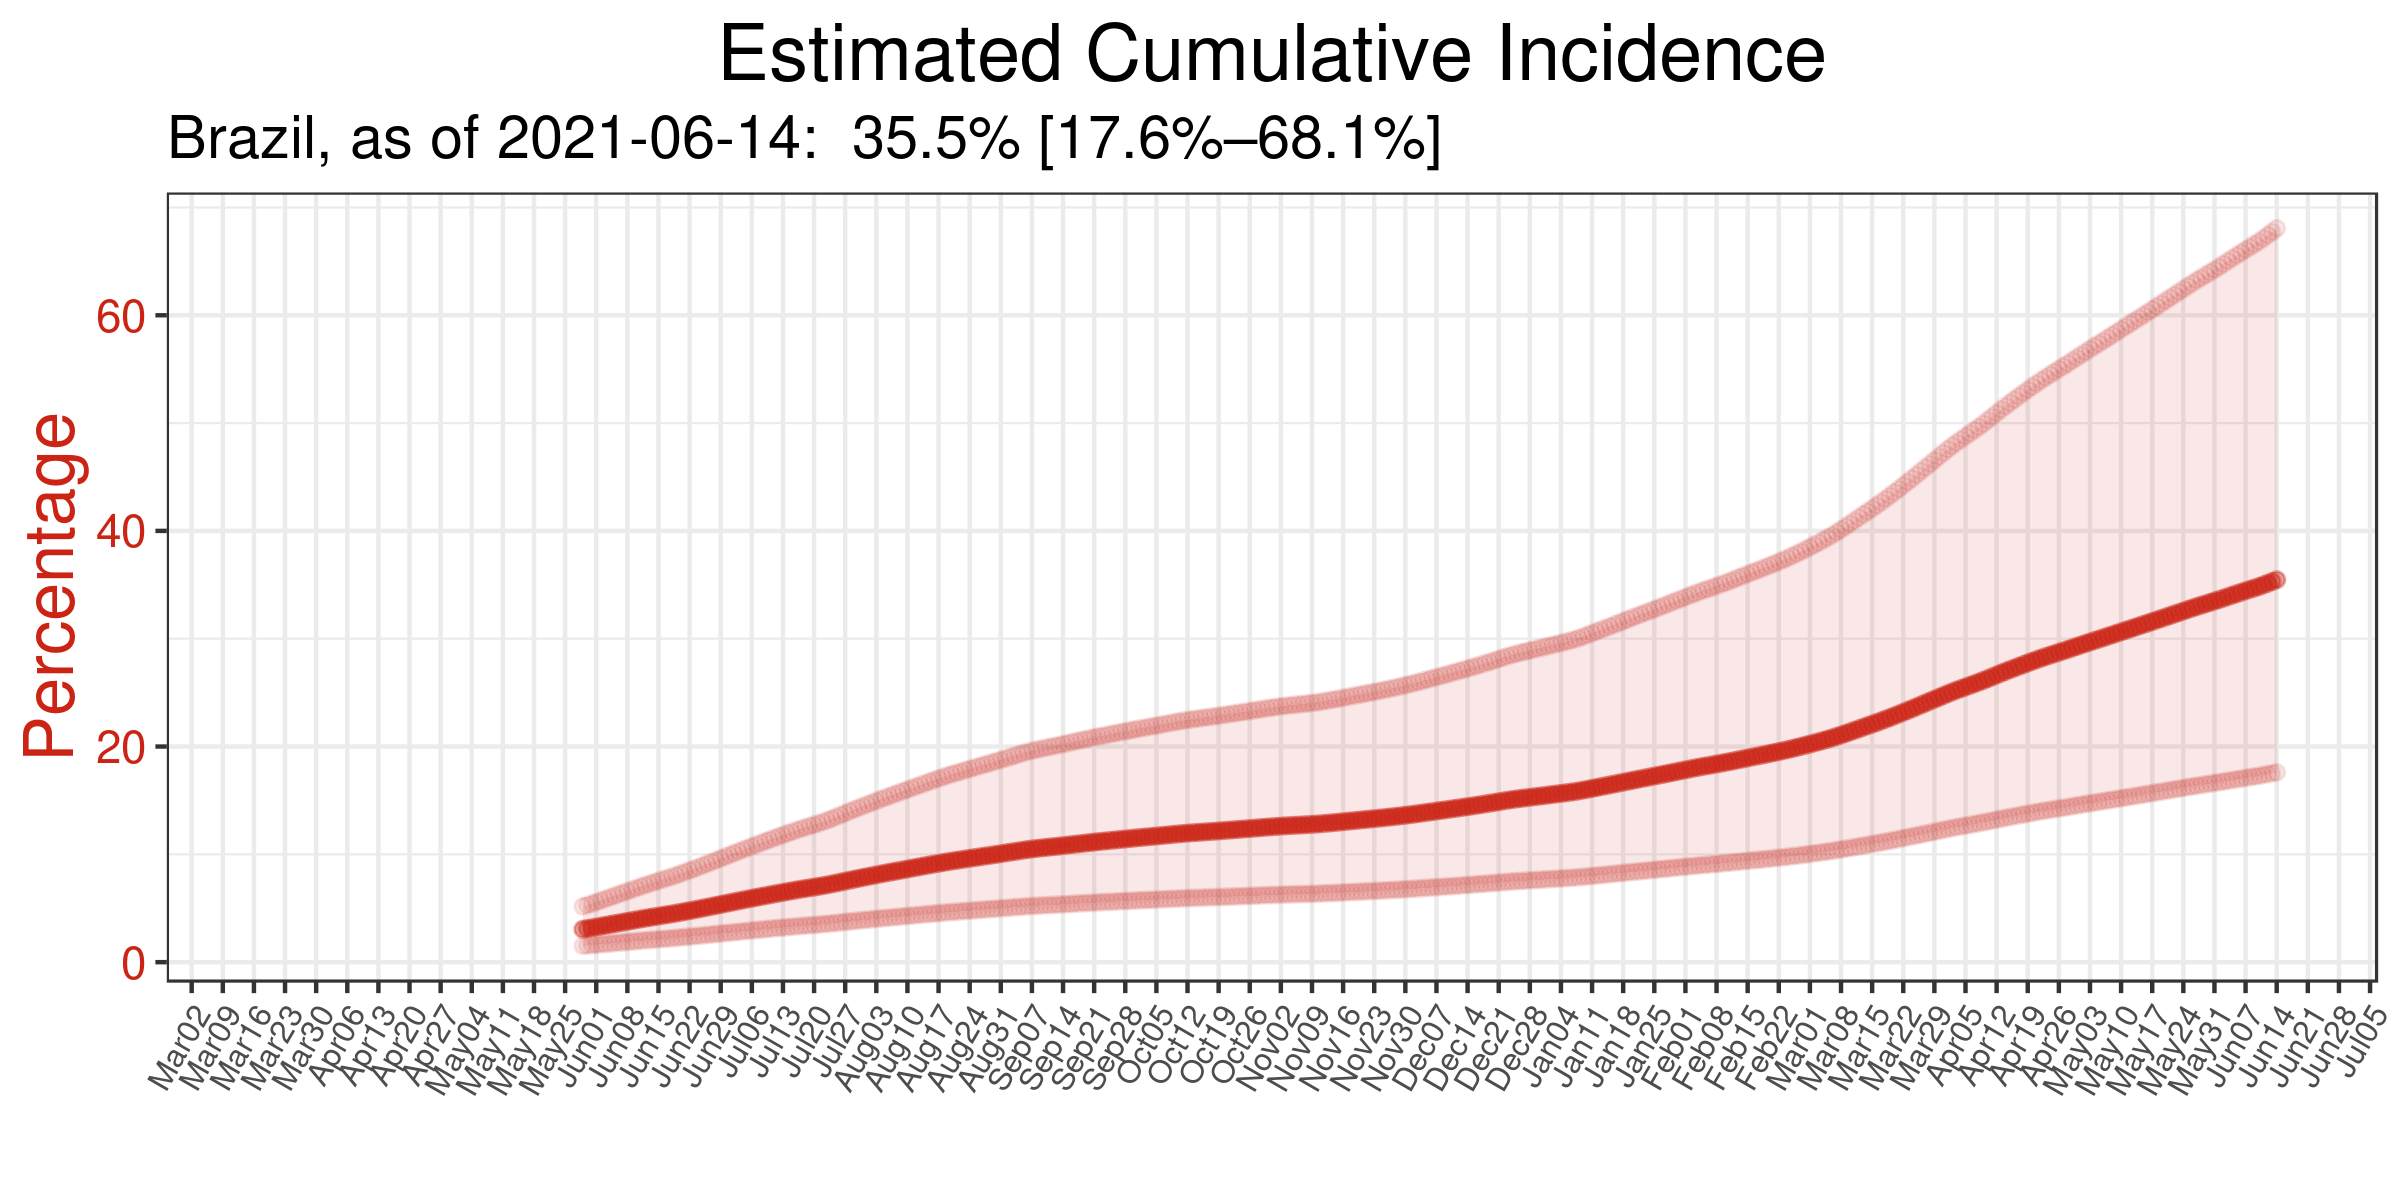 Estimated Cumulative Incidence
Brazil, as of 2021-06-14:  35.5% [17.6%–68.1%]
Percentage
60
40
20
0
Mar02
Mar09
Mar16
Mar23
Mar30
Apr06
Apr13
Apr20
Apr27
May04
May11
May18
May25
Jun01
Jun08
Jun15
Jun22
Jun29
Jul06
Jul13
Jul20
Jul27
Aug03
Aug10
Aug17
Aug24
Aug31
Sep07
Sep14
Sep21
Sep28
Oct05
Oct12
Oct19
Oct26
Nov02
Nov09
Nov16
Nov23
Nov30
Dec07
Dec14
Dec21
Dec28
Jan04
Jan11
Jan18
Jan25
Feb01
Feb08
Feb15
Feb22
Mar01
Mar08
Mar15
Mar22
Mar29
Apr05
Apr12
Apr19
Apr26
May03
May10
May17
May24
May31
Jun07
Jun14
Jun21
Jun28
Jul05